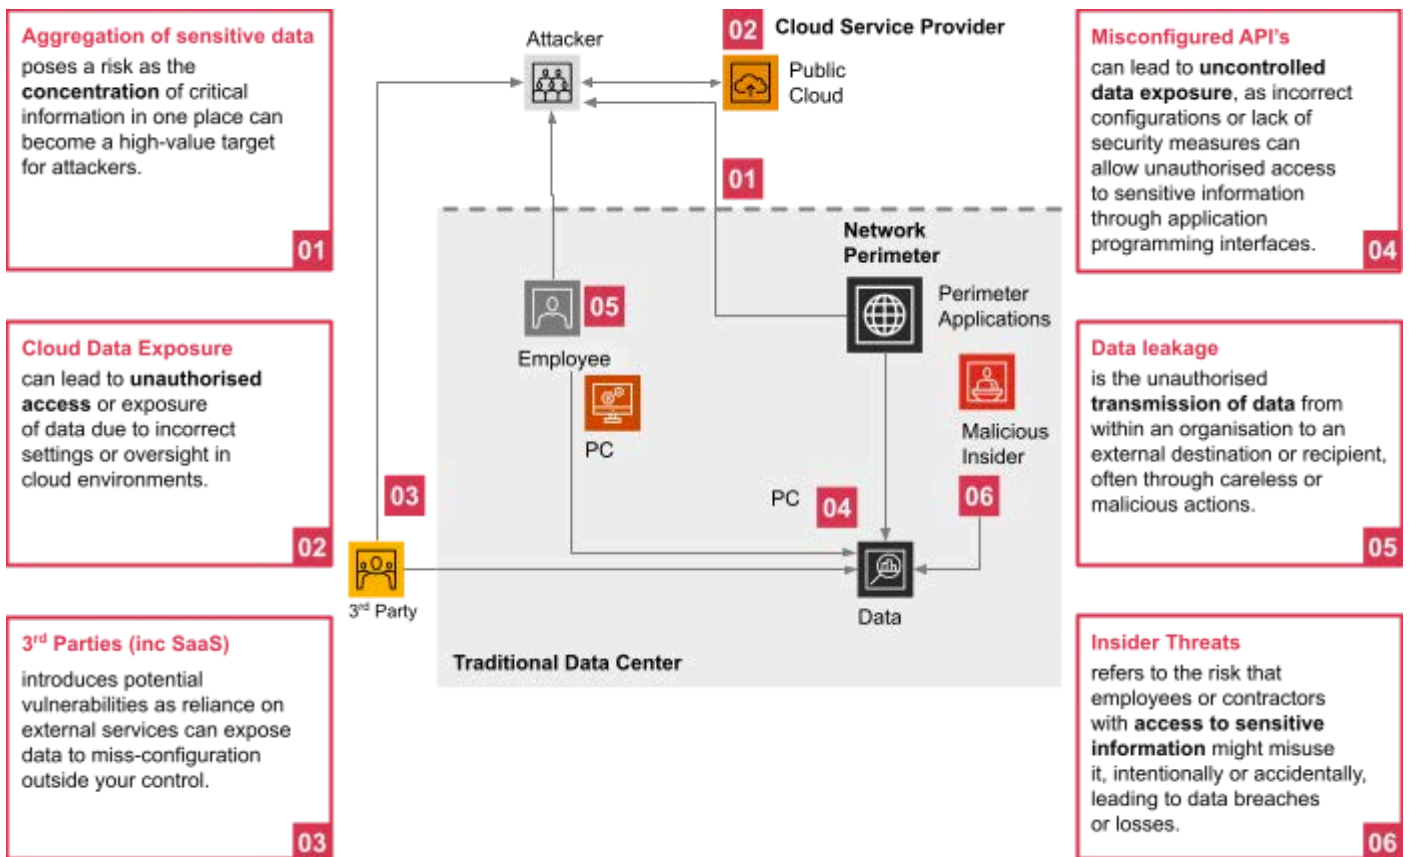 Aggregation of sensitive data
poses a risk as the
concentration of critical
information in one place can
become a high-value target
for attackers.
01
Cloud Data Exposure
can lead to unauthorised
access or exposure
of data due to incorrect
settings or oversight in
cloud environments.
02
3rd Parties (inc SaaS)
introduces potential
vulnerabilities as reliance on
external services can expose
data to miss-configuration
outside your control.
03
Attacker
02 Cloud Service Provider
Public
Cloud
01
Network
Perimeter
Perimeter
Applications
05
Employee
PC
Malicious
Insider
03
PC
04
06
3rd Party
Data
Traditional Data Center
Misconfigured API's
can lead to uncontrolled
data exposure, as incorrect
configurations or lack of
security measures can
allow unauthorised access
to sensitive information
through application
programming interfaces.
04
Data leakage
is the unauthorised
transmission of data from
within an organisation to an
external destination or recipient,
often through careless or
malicious actions.
05
Insider Threats
refers to the risk that
employees or contractors
with access to sensitive
information might misuse
it, intentionally or accidentally,
leading to data breaches
or losses.
06